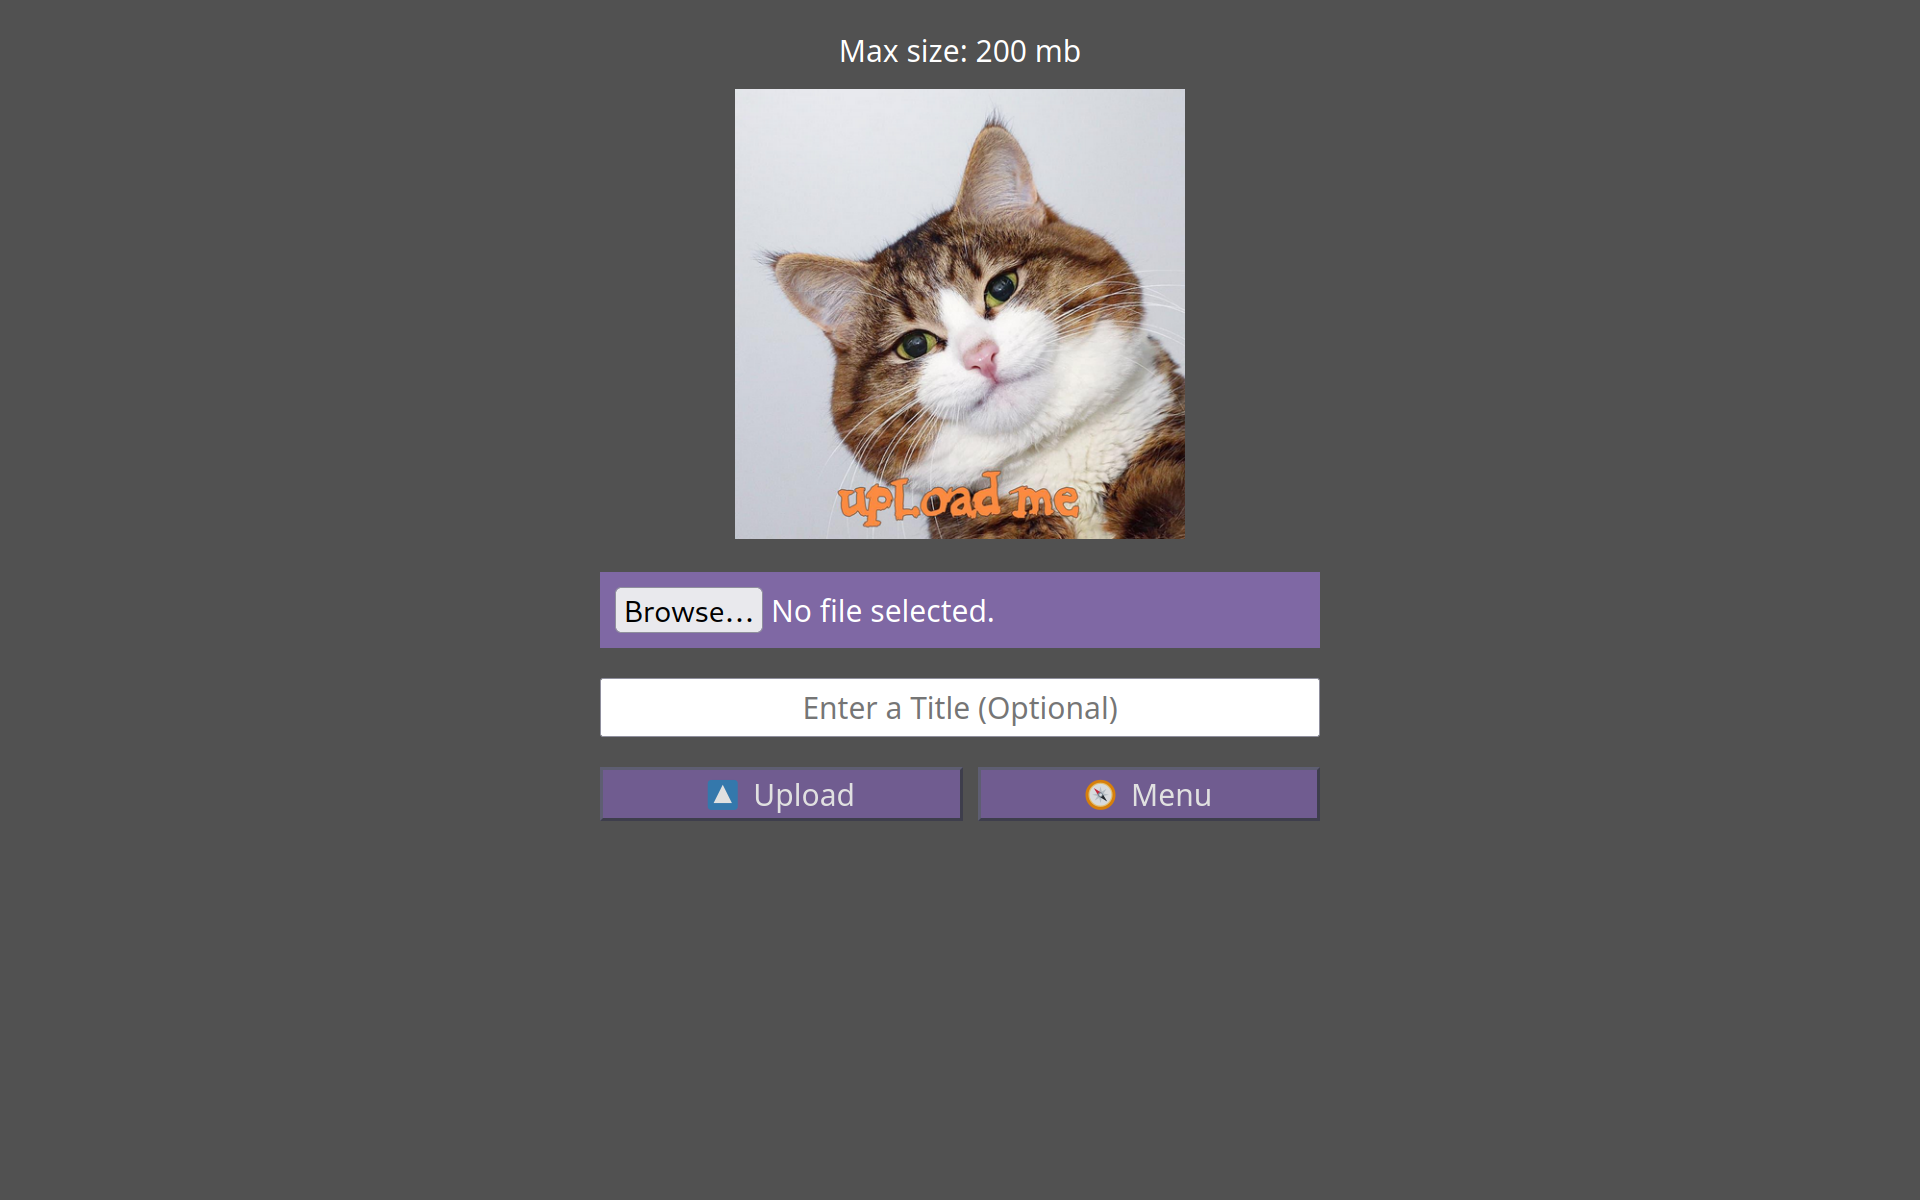 Max size: 200 mb
upLoad me
Browse...
No file selected.
Enter a Title (Optional)
Upload
Menu